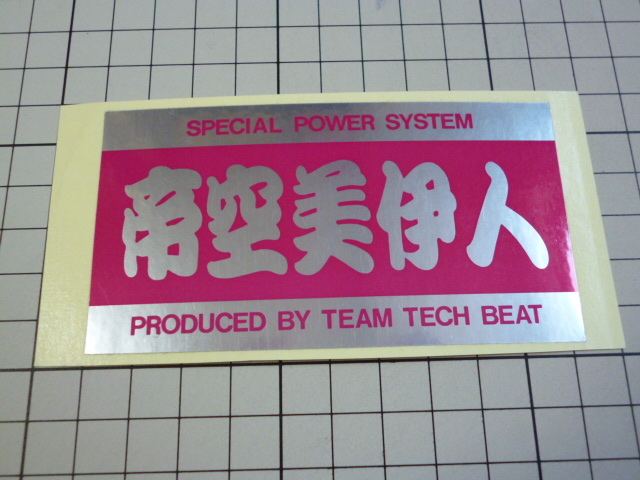 SPECIAL POWER SYSTEM
帝空美伊人
PRODUCED BY TEAM TECH BEAT